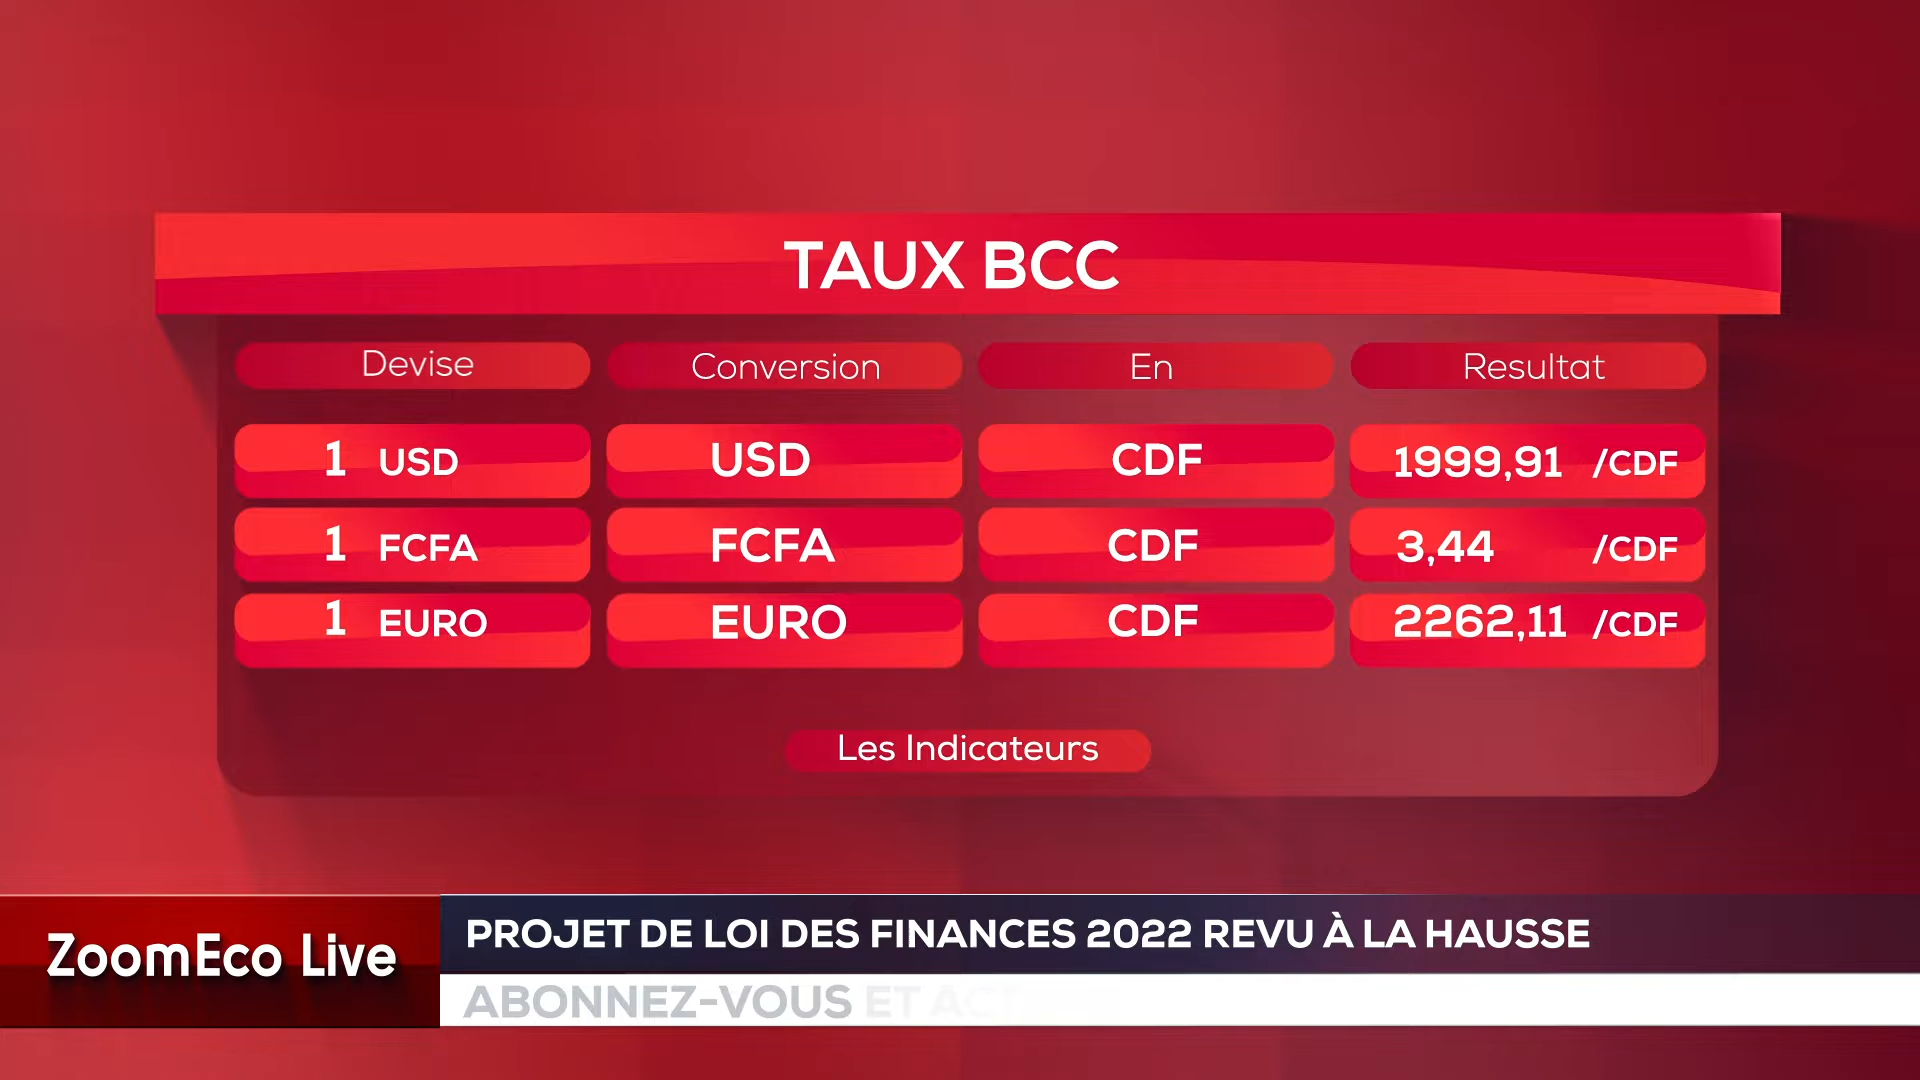 TAUX BCC
Devise Conversion En Resultat
1 USD USD CDF 1999,91 /CDF
1 FCFA FCFA CDF 3,44 /CDF
1 EURO EURO CDF 2262,11 /CDF
Les Indicateurs
ZoomEco Live
PROJET DE LOI DES FINANCES 2022 REVU À LA HAUSSE
ABONNEZ-VOUS ET